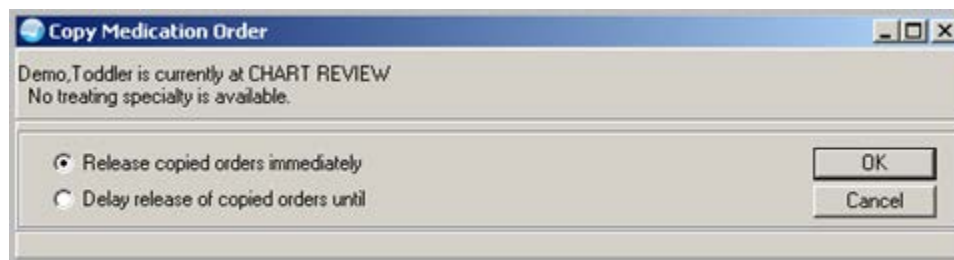 Copy Medication Order
Demo,Toddler is currently at CHART REVIEW
No treating specialty is available.
Release copied orders immediately
OK
Delay release of copied orders until
Cancel